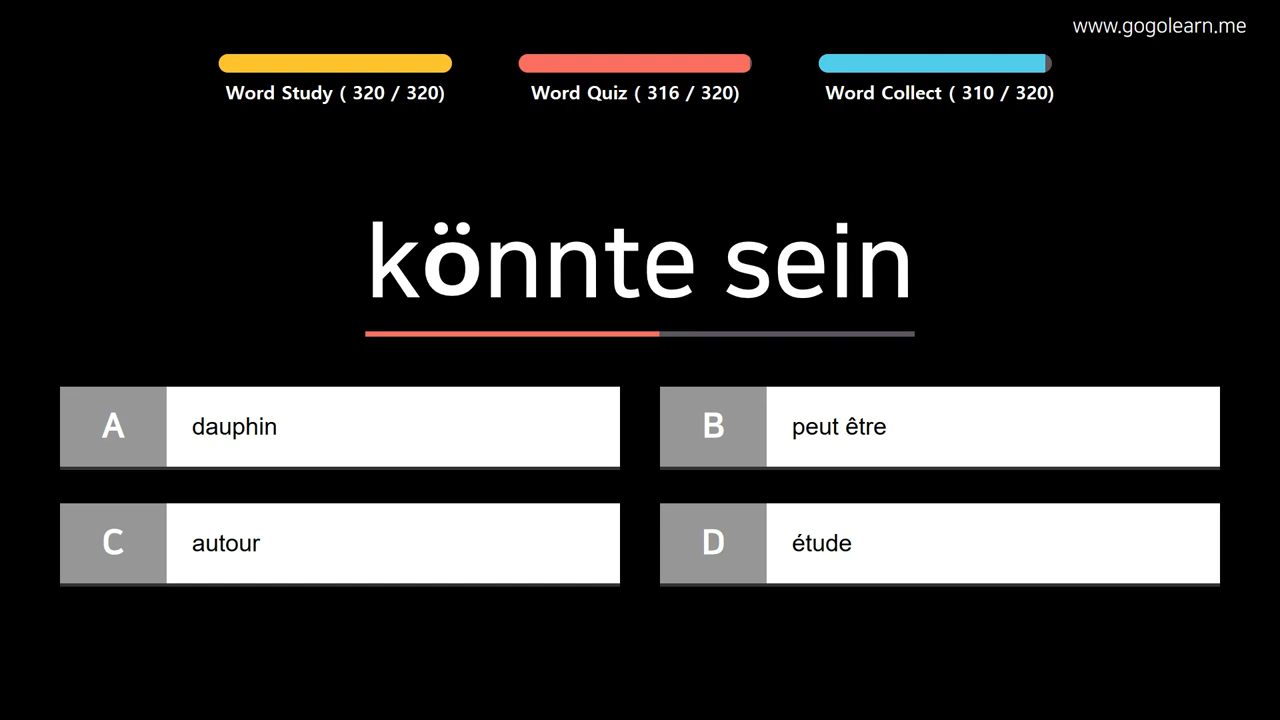 www.gogolearn.me
Word Study ( 320 / 320)
Word Quiz ( 316 / 320)
Word Collect ( 310 / 320)
könnte sein
A dauphin
B peut être
C autour
D étude